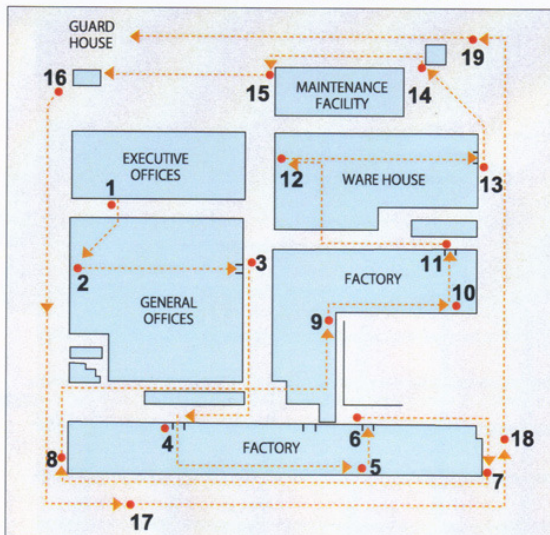 GUARD
HOUSE
16
15
14
19
MAINTENANCE
FACILITY
EXECUTIVE
OFFICES
1
12
WARE HOUSE
13
2
3
GENERAL
OFFICES
11
FACTORY
10
9
4
FACTORY
6
5
8
7
18
17